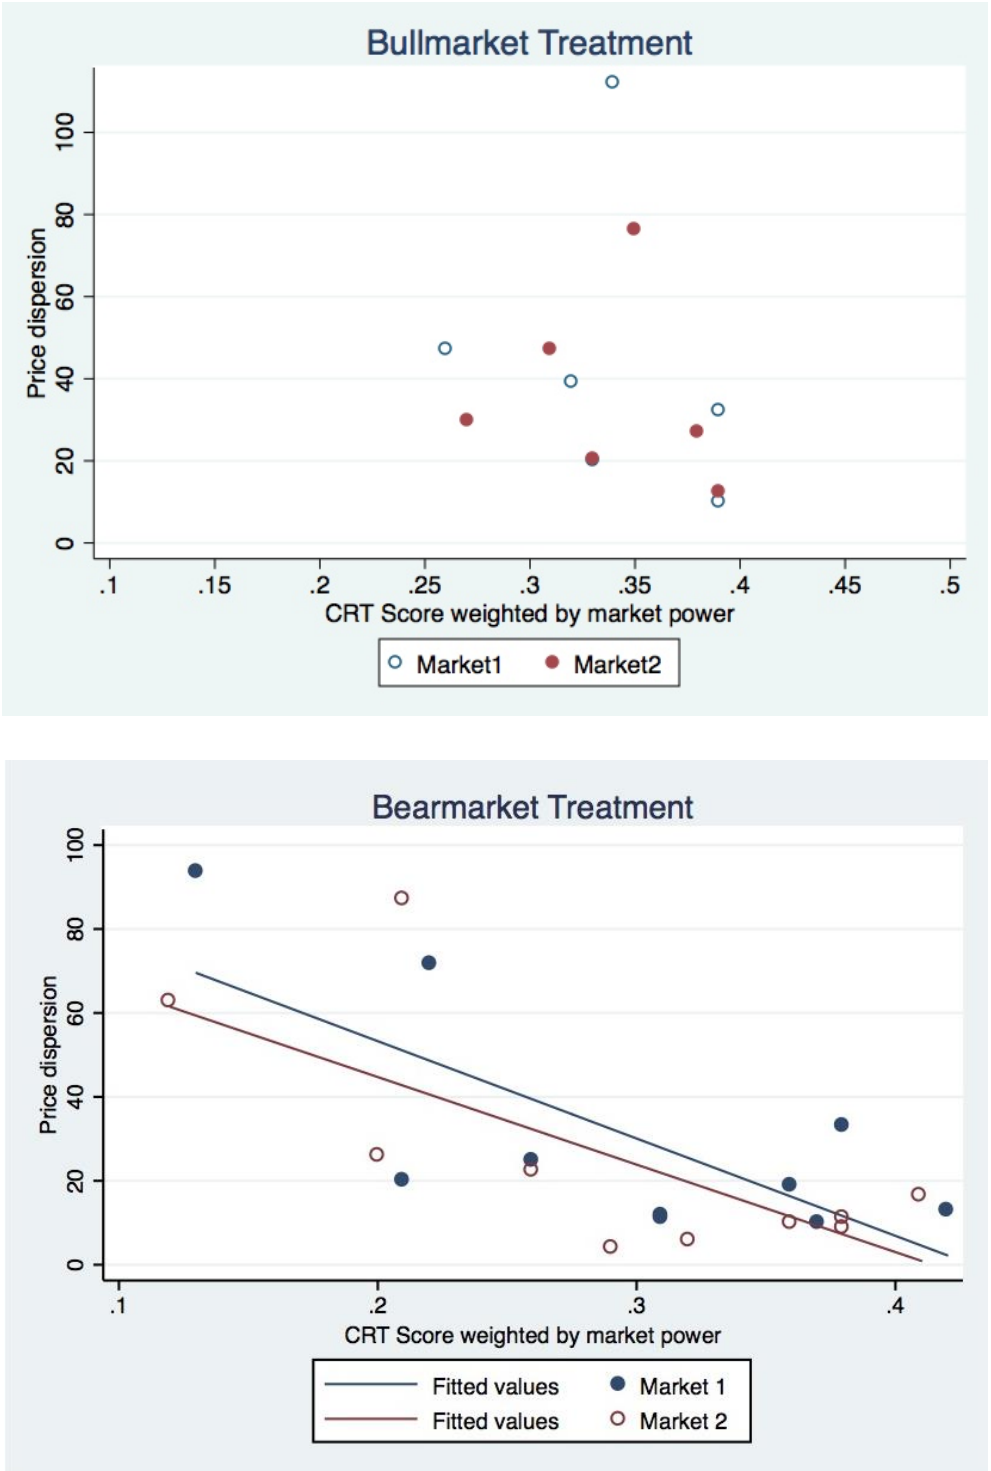 Bullmarket Treatment
Price dispersion
100
80
60
40
20
0
.1 .15 .2 .25 .3 .35 .4 .45 .5
CRT Score weighted by market power
Market1 Market2
Bearmarket Treatment
Price dispersion
100
80
60
40
20
0
.1 .2 .3 .4
CRT Score weighted by market power
Fitted values Market 1
Fitted values Market 2